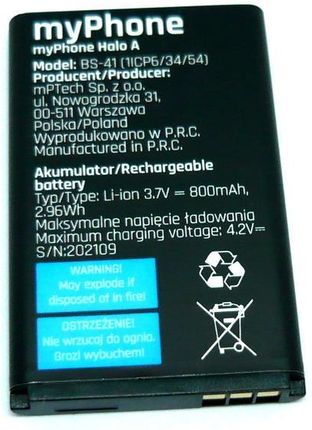 myPhone
myPhone Halo A
Model: BS-41 (1ICP6/34/54)
Producent/Producer:
mPTech Sp. z o.o.
ul. Nowogrodzka 31,
00-511 Warszawa
Polska/Poland
Wyprodukowano w P.R.C.
Manufactured in P.R.C.
Akumulator/Rechargeable
battery
Typ/Type: Li-ion 3.7V ⎓ 800mAh,
2.96Wh
Maksymalne napięcie ładowania
Maximum charging voltage: 4.2V⎓
S/N:202109
WARNING!
May explode if
disposed of in fire!
OSTRZEŻENIE!
Nie wrzucaj do ognia.
Grozi wybuchem!